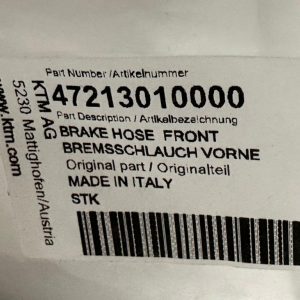 Part Number /Artikelnummer
47213010000
Part Description / Artikelbezeichnung
BRAKE HOSE FRONT
BREMSSCHLAUCH VORNE
Original part / Originalteil
MADE IN ITALY
STK
KTM AG
5230 Mattighofen/Austria
www.ktm.com